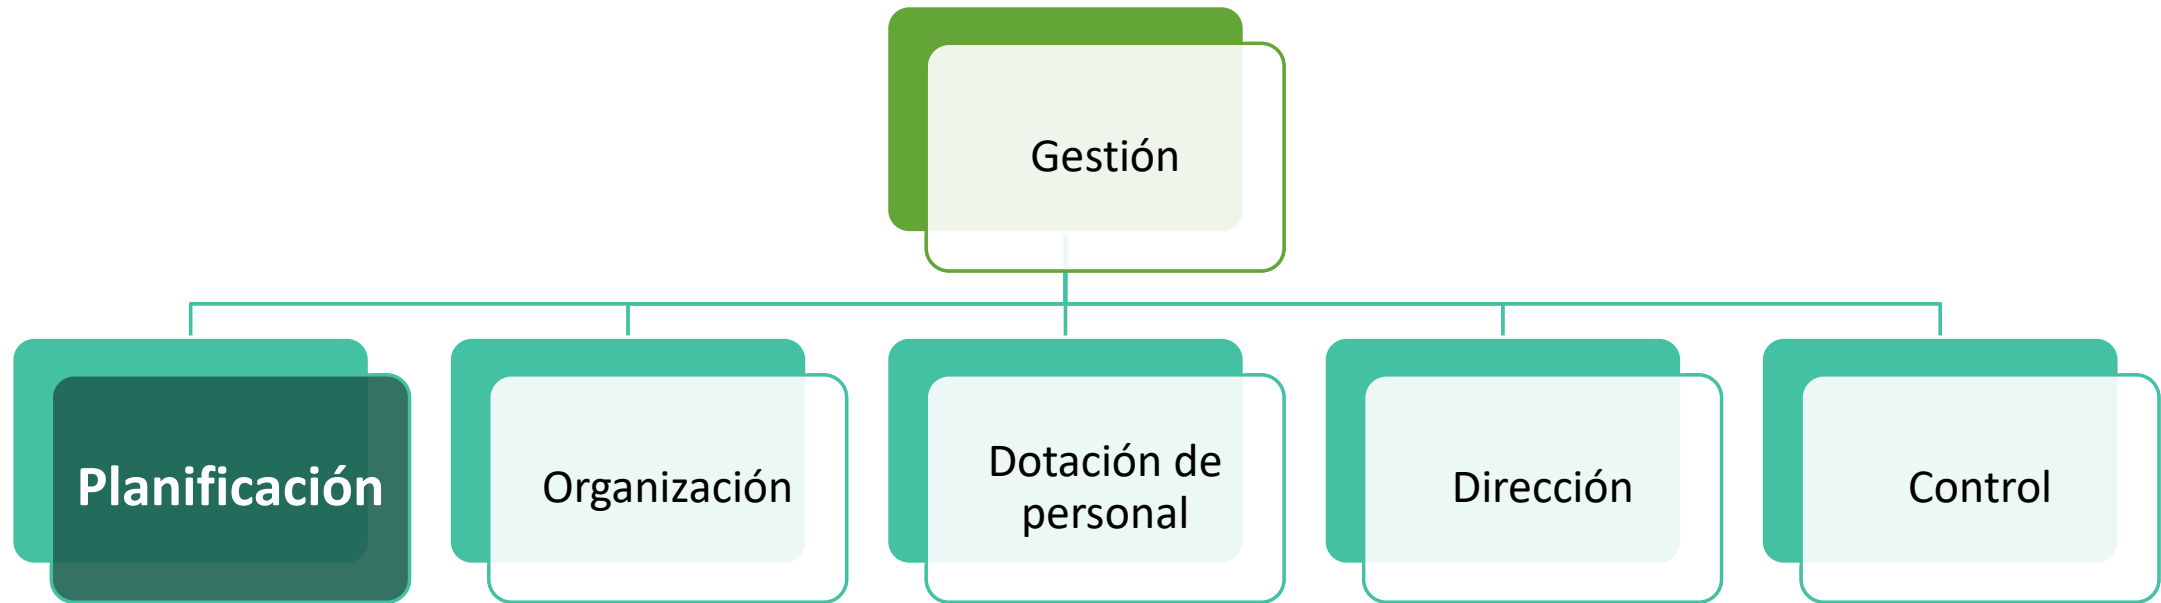 Gestión
Planificación
Organización
Dotación de
personal
Dirección
Control